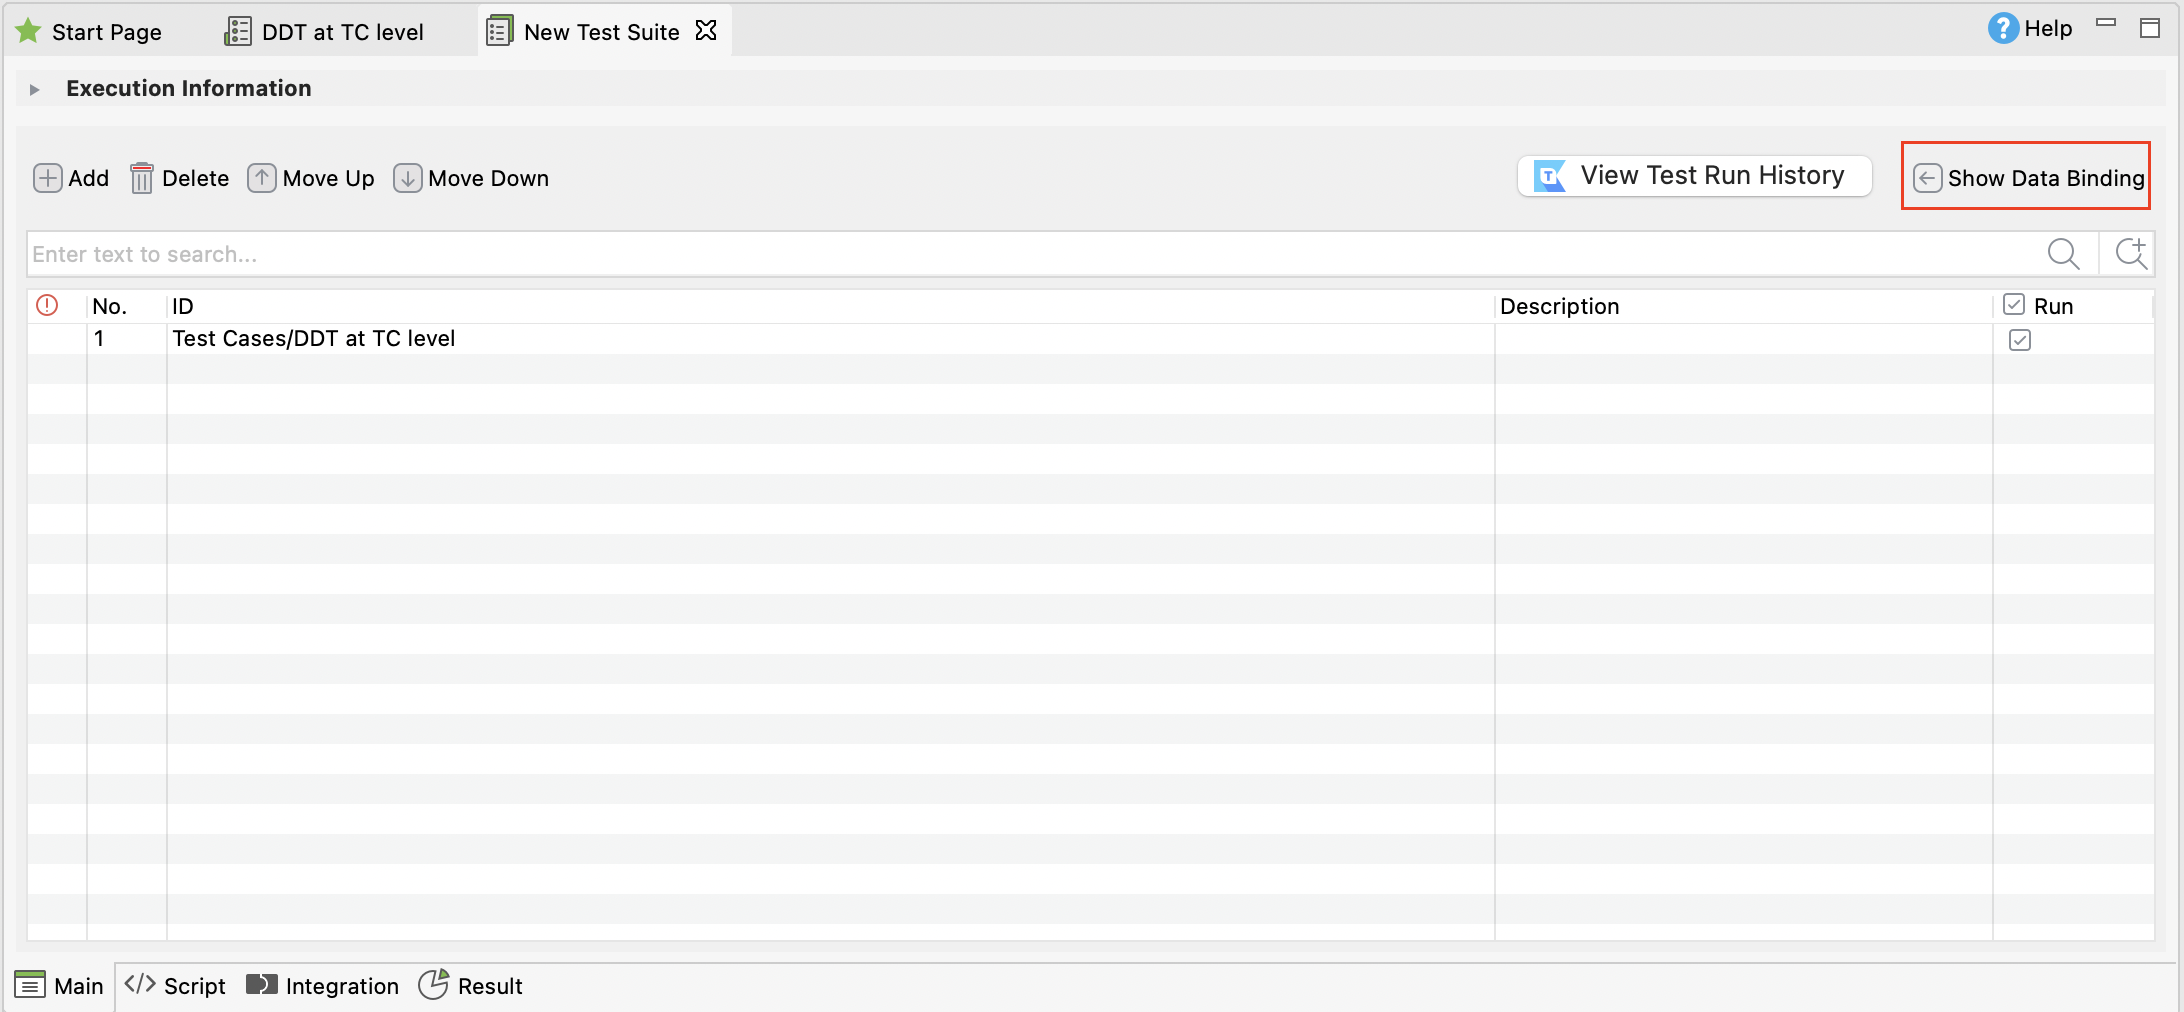 Start Page DDT at TC level New Test Suite Help
Execution Information
Add Delete Move Up Move Down View Test Run History Show Data Binding
Enter text to search...
No. ID Description Run
1 Test Cases/DDT at TC level
Main Script Integration Result